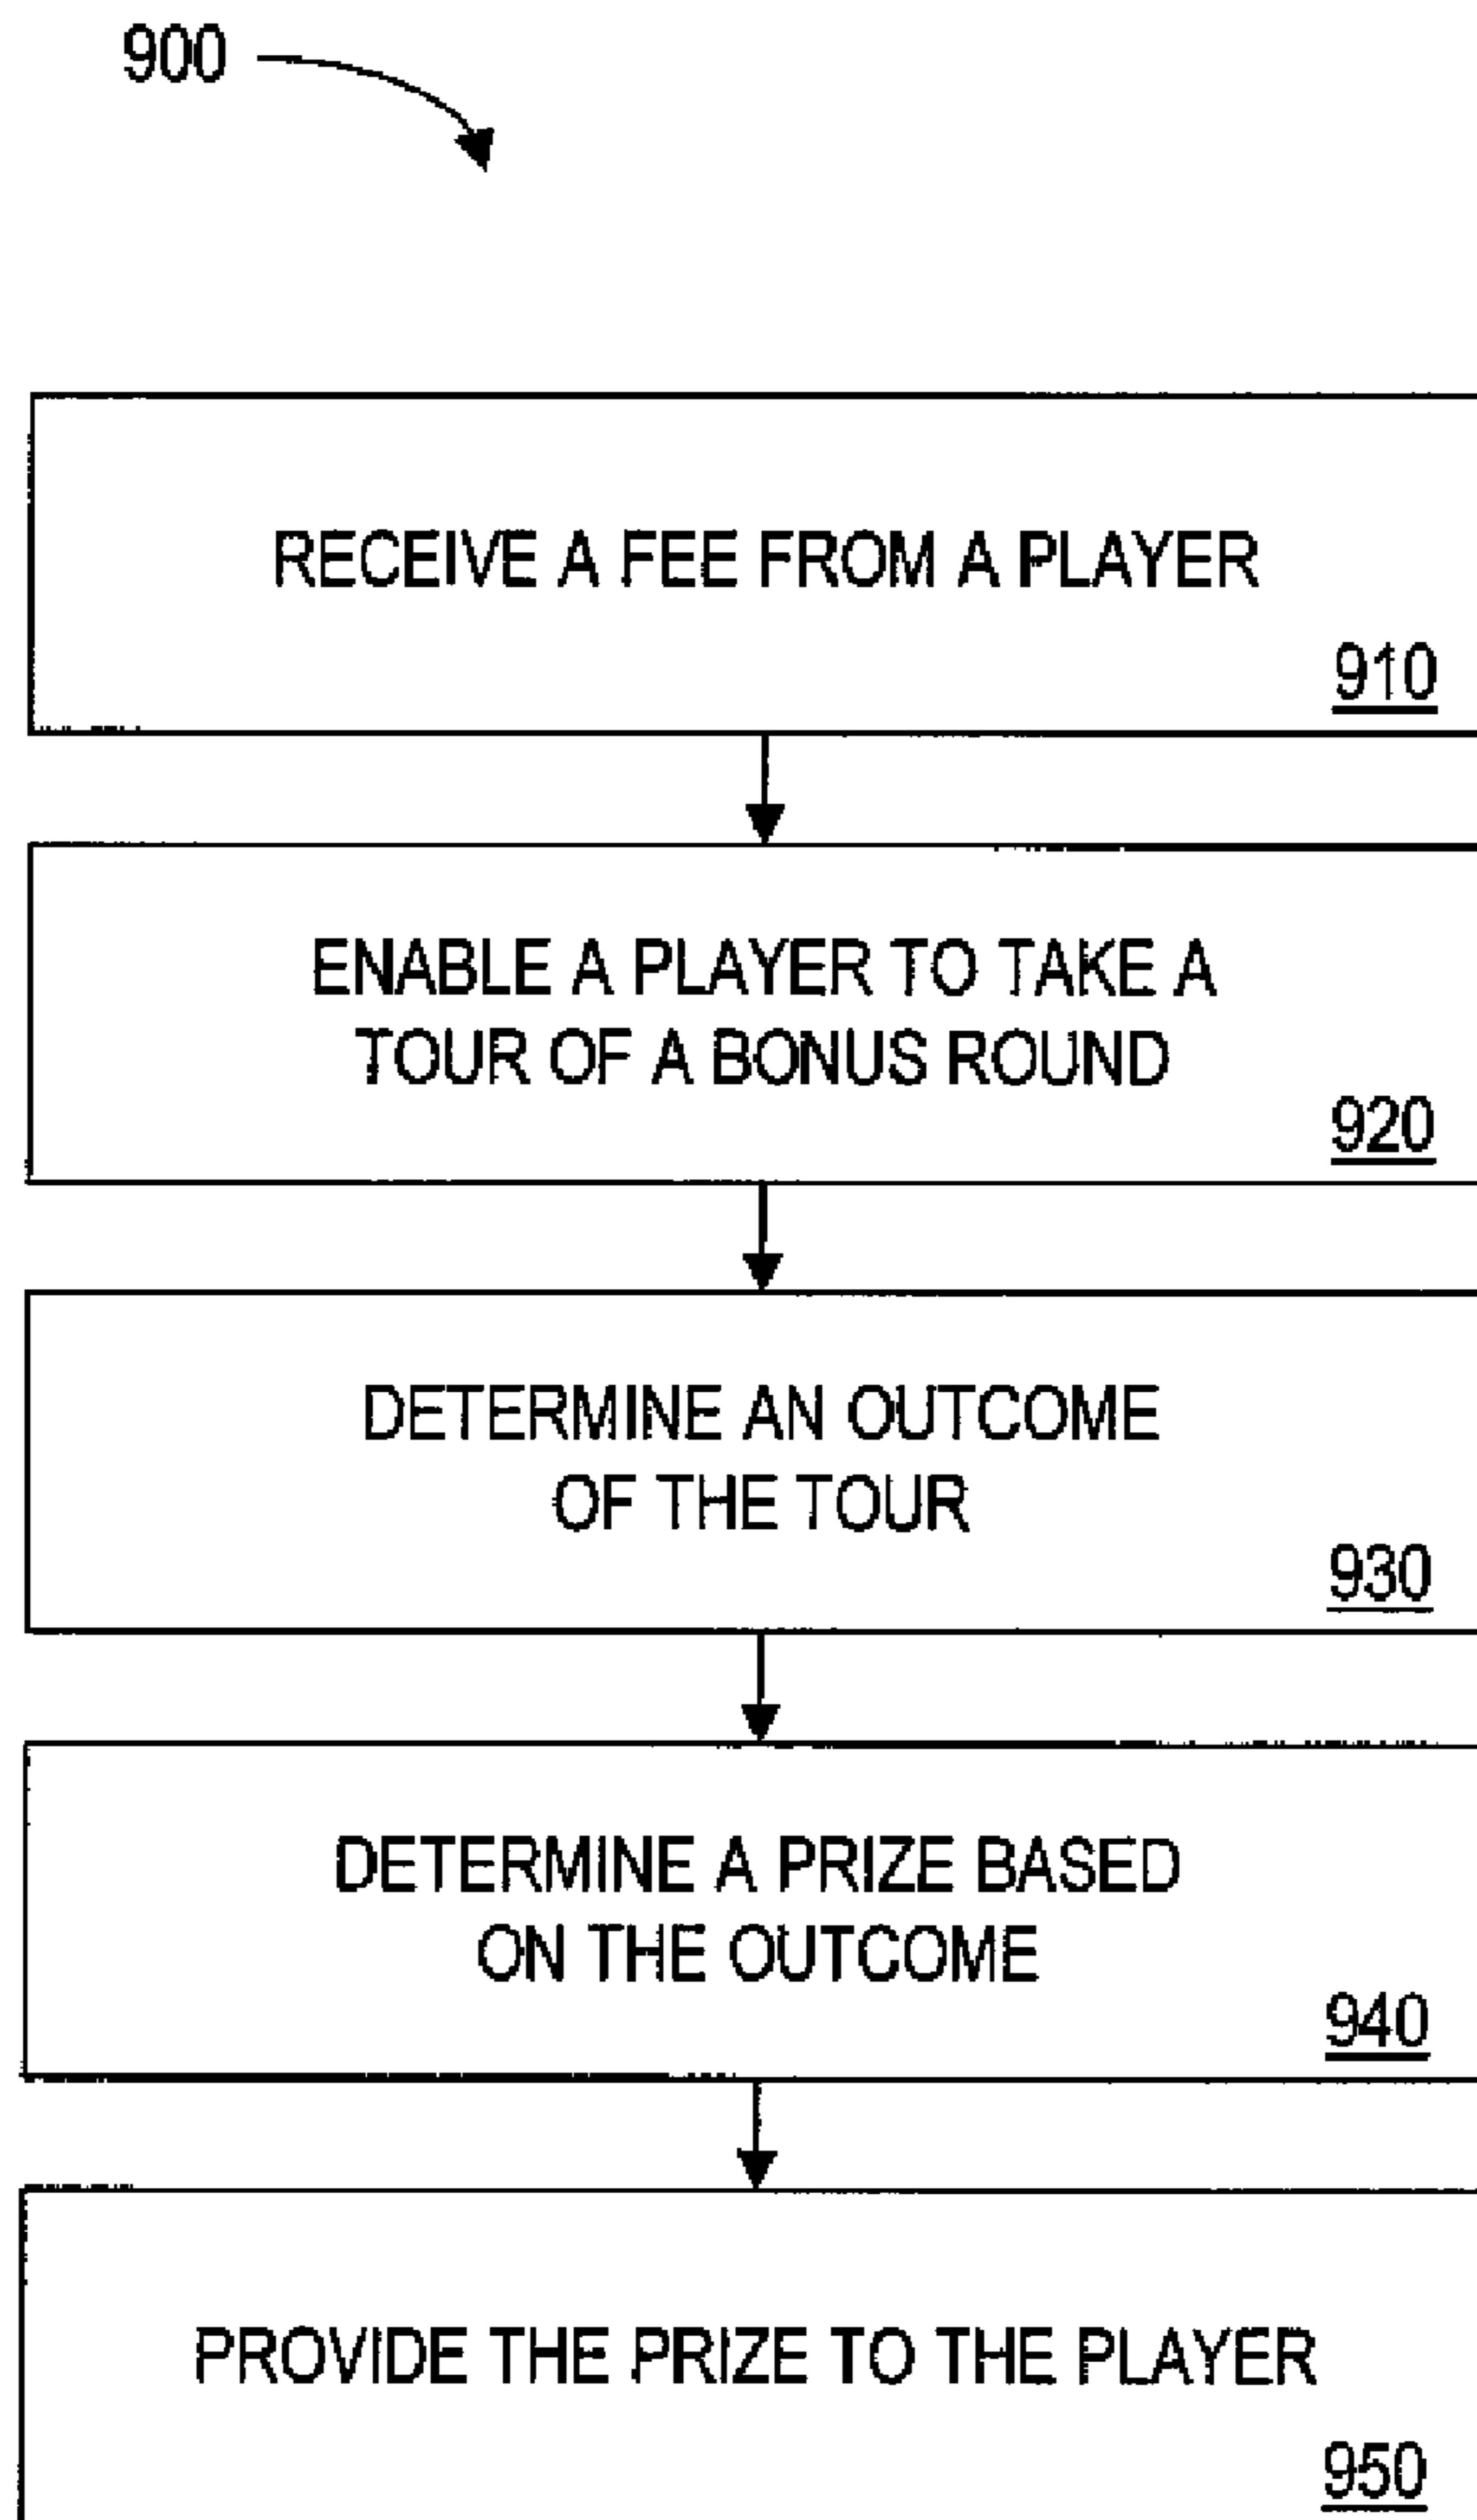 900
RECEIVE A FEE FROM A PLAYER
910
ENABLE A PLAYER TO TAKE A
TOUR OF A BONUS ROUND
920
DETERMINE AN OUTCOME
OF THE TOUR
930
DETERMINE A PRIZE BASED
ON THE OUTCOME
940
PROVIDE THE PRIZE TO THE PLAYER
950